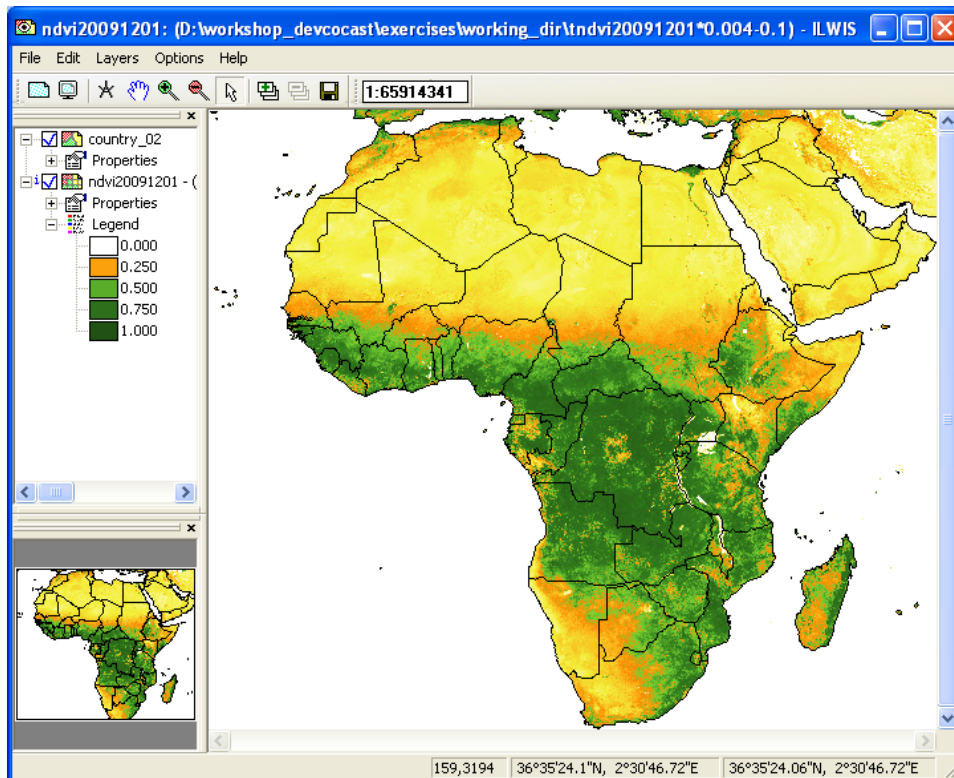 ndvi20091201: (D:\workshop_devcocast\exercises\working_dir\tndvi20091201*0.004-0.1) - ILWIS
File Edit Layers Options Help
1:65914341
country_02
Properties
ndvi20091201 - (
Properties
Legend
0.000
0.250
0.500
0.750
1.000
159,3194 36°35'24.1"N, 2°30'46.72"E 36°35'24.06"N, 2°30'46.72"E